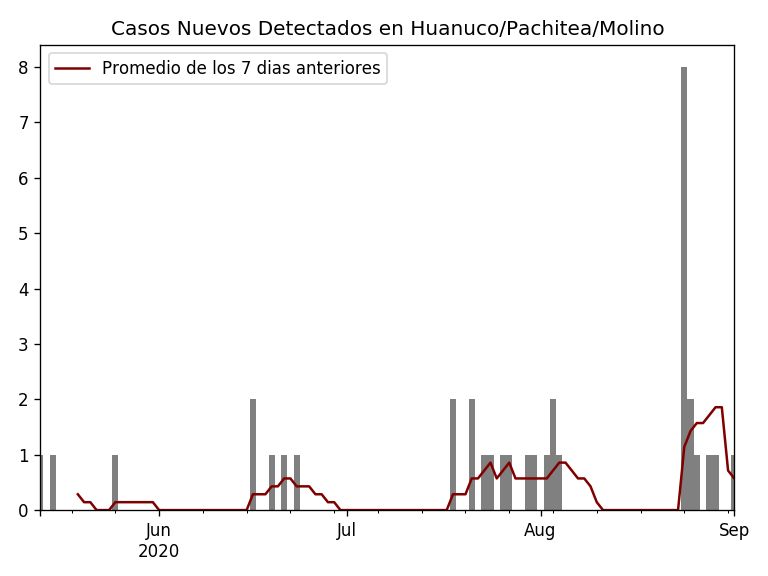 Casos Nuevos Detectados en Huanuco/Pachitea/Molino
Promedio de los 7 dias anteriores
8
7
6
5
4
3
2
1
0
Jun
2020
Jul
Aug
Sep